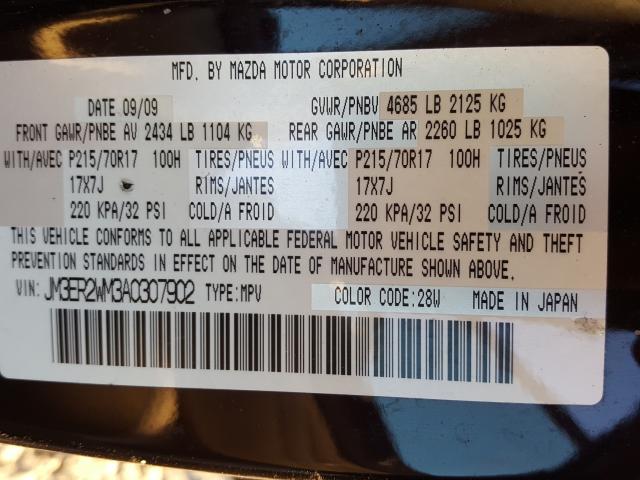 MFD. BY MAZDA MOTOR CORPORATION
DATE 09/09 GVWR/PNBV 4685 LB 2125 KG
FRONT GAWR/PNBE AV 2434 LB 1104 KG REAR GAWR/PNBE AR 2260 LB 1025 KG
WITH/AVEC P215/70R17 100H TIRES/PNEUS WITH/AVEC P215/70R17 100H TIRES/PNEUS
17X7J RIMS/JANTES 17X7J RIMS/JANTES
220 KPA/32 PSI COLD/A FROID 220 KPA/32 PSI COLD/A FROID
THIS VEHICLE CONFORMS TO ALL APPLICABLE FEDERAL MOTOR VEHICLE SAFETY AND THEFT
PREVENTION STANDARDS IN EFFECT ON THE DATE OF MANUFACTURE SHOWN ABOVE.
VIN: JM3ER2WM3A0307902 TYPE:MPV COLOR CODE:28W MADE IN JAPAN